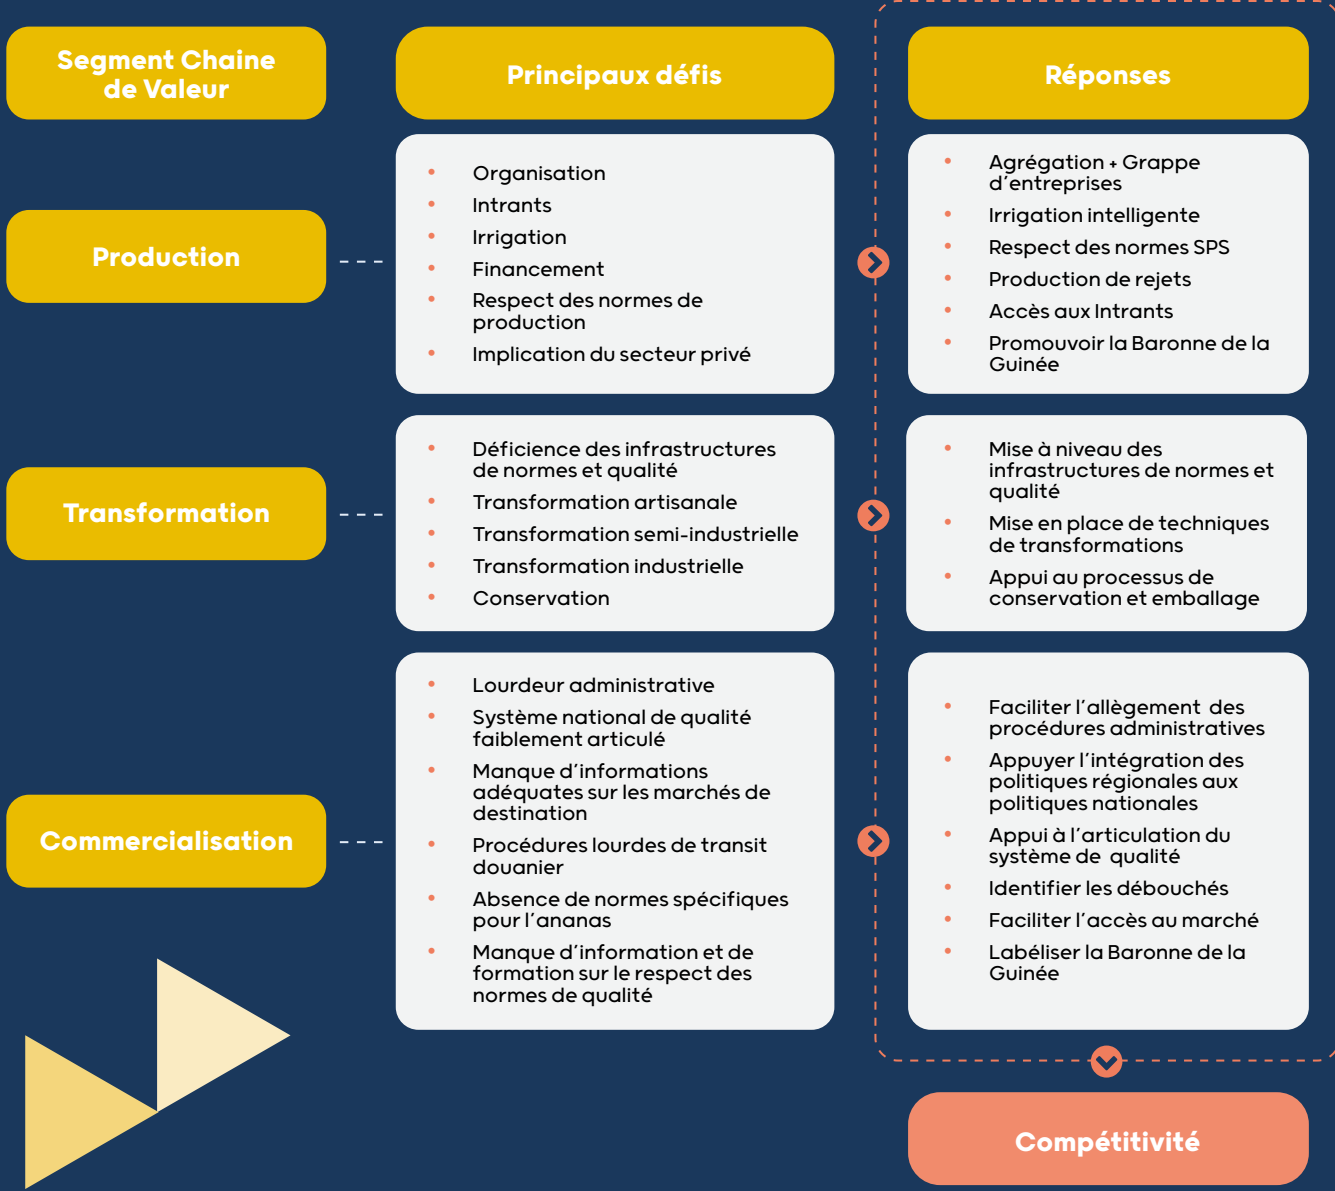 Segment Chaine
de Valeur
Principaux défis
Réponses
Production
• Organisation
• Intrants
• Irrigation
• Financement
• Respect des normes de
production
• Implication du secteur privé
• Agrégation + Grappe
d'entreprises
• Irrigation intelligente
• Respect des normes SPS
• Production de rejets
• Accès aux Intrants
• Promouvoir la Baronne de la
Guinée
Transformation
• Déficience des infrastructures
de normes et qualité
• Transformation artisanale
• Transformation semi-industrielle
• Transformation industrielle
• Conservation
• Mise à niveau des
infrastructures de normes et
qualité
• Mise en place de techniques
de transformations
• Appui au processus de
conservation et emballage
Commercialisation
• Lourdeur administrative
• Système national de qualité
faiblement articulé
• Manque d'informations
adéquates sur les marchés de
destination
• Procédures lourdes de transit
douanier
• Absence de normes spécifiques
pour l'ananas
• Manque d'information et de
formation sur le respect des
normes de qualité
• Faciliter l'allègement des
procédures administratives
• Appuyer l'intégration des
politiques régionales aux
politiques nationales
• Appui à l'articulation du
système de qualité
• Identifier les débouchés
• Faciliter l'accès au marché
• Labéliser la Baronne de la
Guinée
Compétitivité